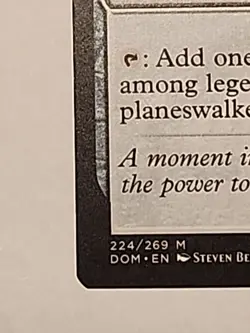 : Add one
among lege
planeswalke
A moment i
the power to
224/269 M
DOM • EN STEVEN BE